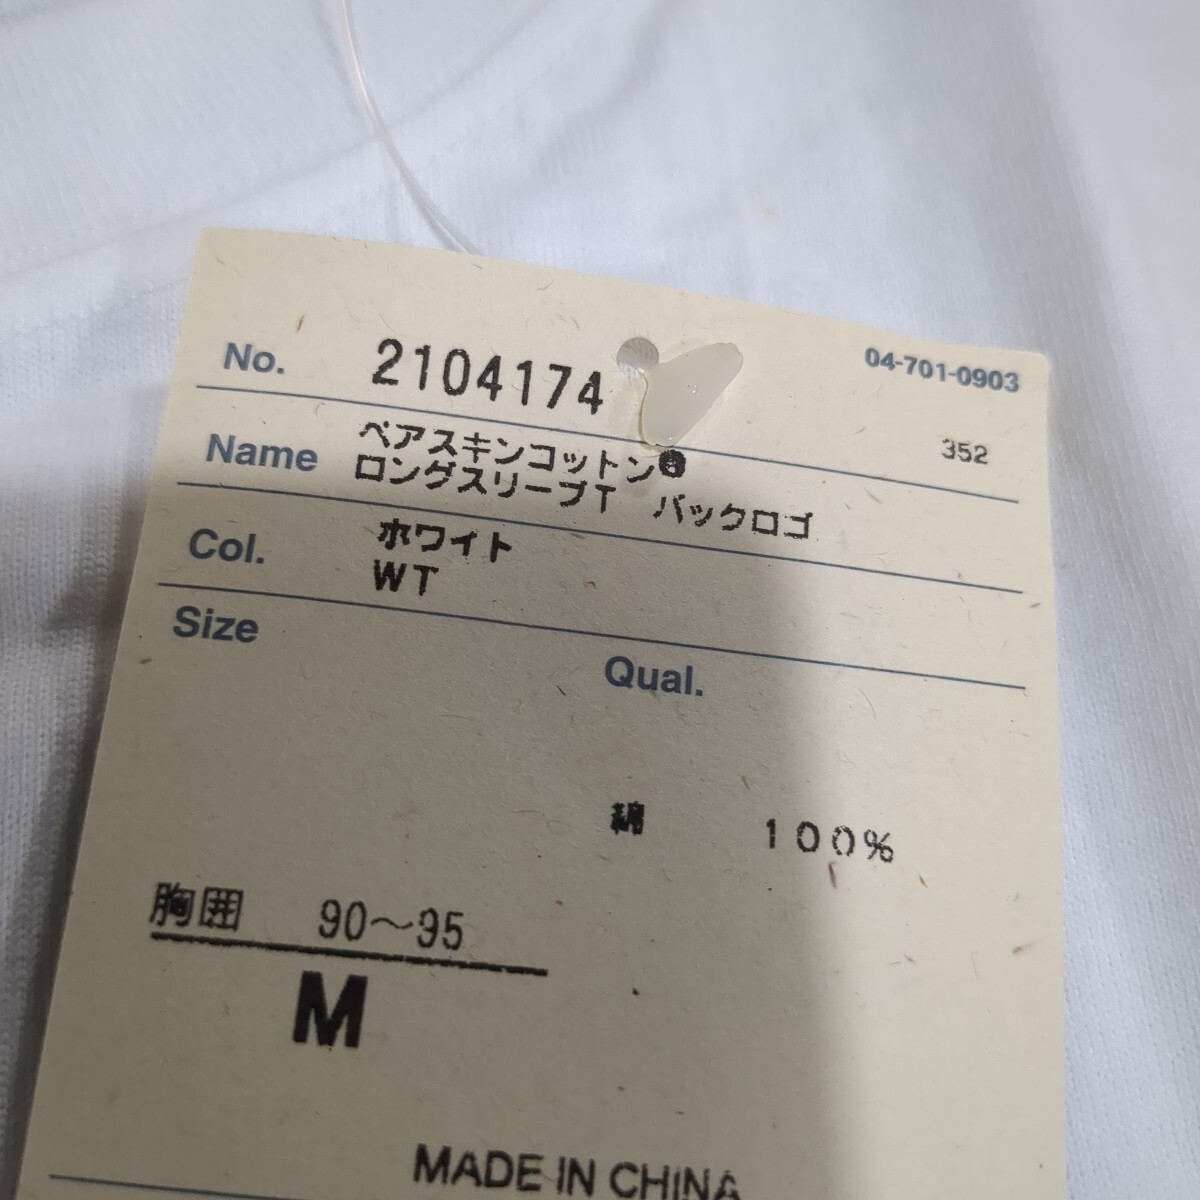 04-701-0903
No. 2104174
352
Name ペアスキンコットン®
ロングスリーブT バックロゴ
Col. ホワイト
WT
Size
Qual.
綿 100%
胸囲 90～95
M
MADE IN CHINA